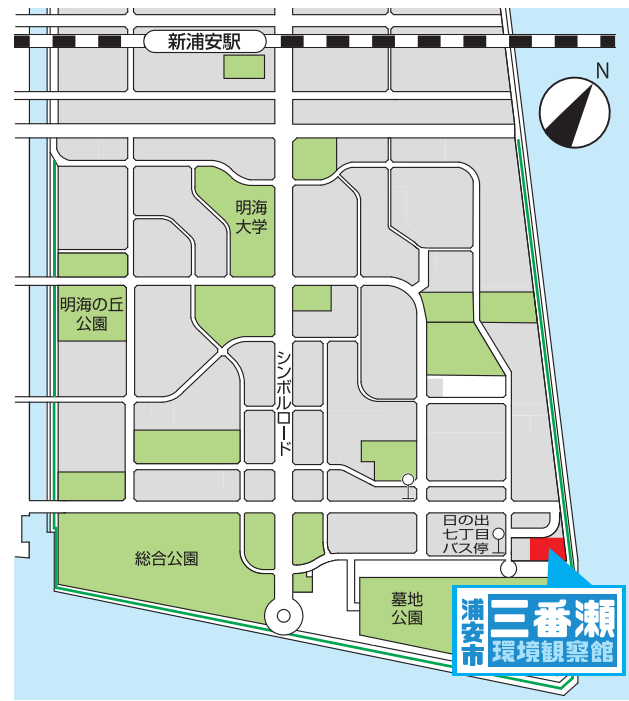 新浦安駅
N
明海
大学
明海の丘
公園
シンボルロード
日の出
七丁目
バス停
総合公園
墓地
公園
浦安市
三番瀬
環境観察館